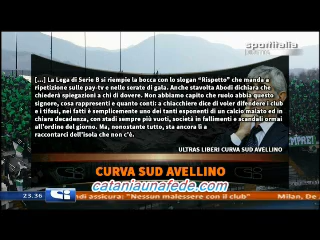 sportitalia
[...] La Lega di Serie B si riempie la bocca con lo slogan "Rispetto" che manda a
ripetizione sulle pay-tv e nelle serate di gala. Anche stavolta Abodi dichiara che
chiederà spiegazioni a chi di dovere. Non abbiamo capito che ruolo abbia questo
signore, cosa rappresenti e quanto conti: a chiacchiere dice di voler difendere i club
e i tifosi, nei fatti è semplicemente uno dei tanti esponenti di un calcio malato ed in
chiara decadenza, con stadi sempre più vuoti, società in fallimenti e scandali ormai
all'ordine del giorno. Ma, nonostante tutto, sta ancora lì a
raccontarci dell'isola che non c'è.
ULTRAS LIBERI CURVA SUD AVELLINO
CURVA SUD AVELLINO
cataniaunafede.com
23.36
di assicura: "Nessun malessere con il club"
Milan, De